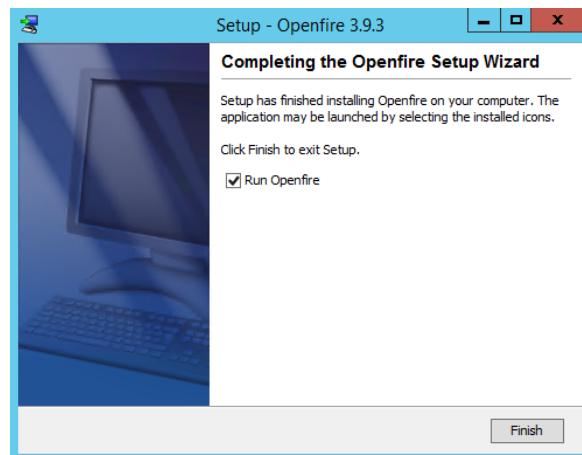 Setup - Openfire 3.9.3
Completing the Openfire Setup Wizard
Setup has finished installing Openfire on your computer. The
application may be launched by selecting the installed icons.
Click Finish to exit Setup.
Run Openfire
Finish